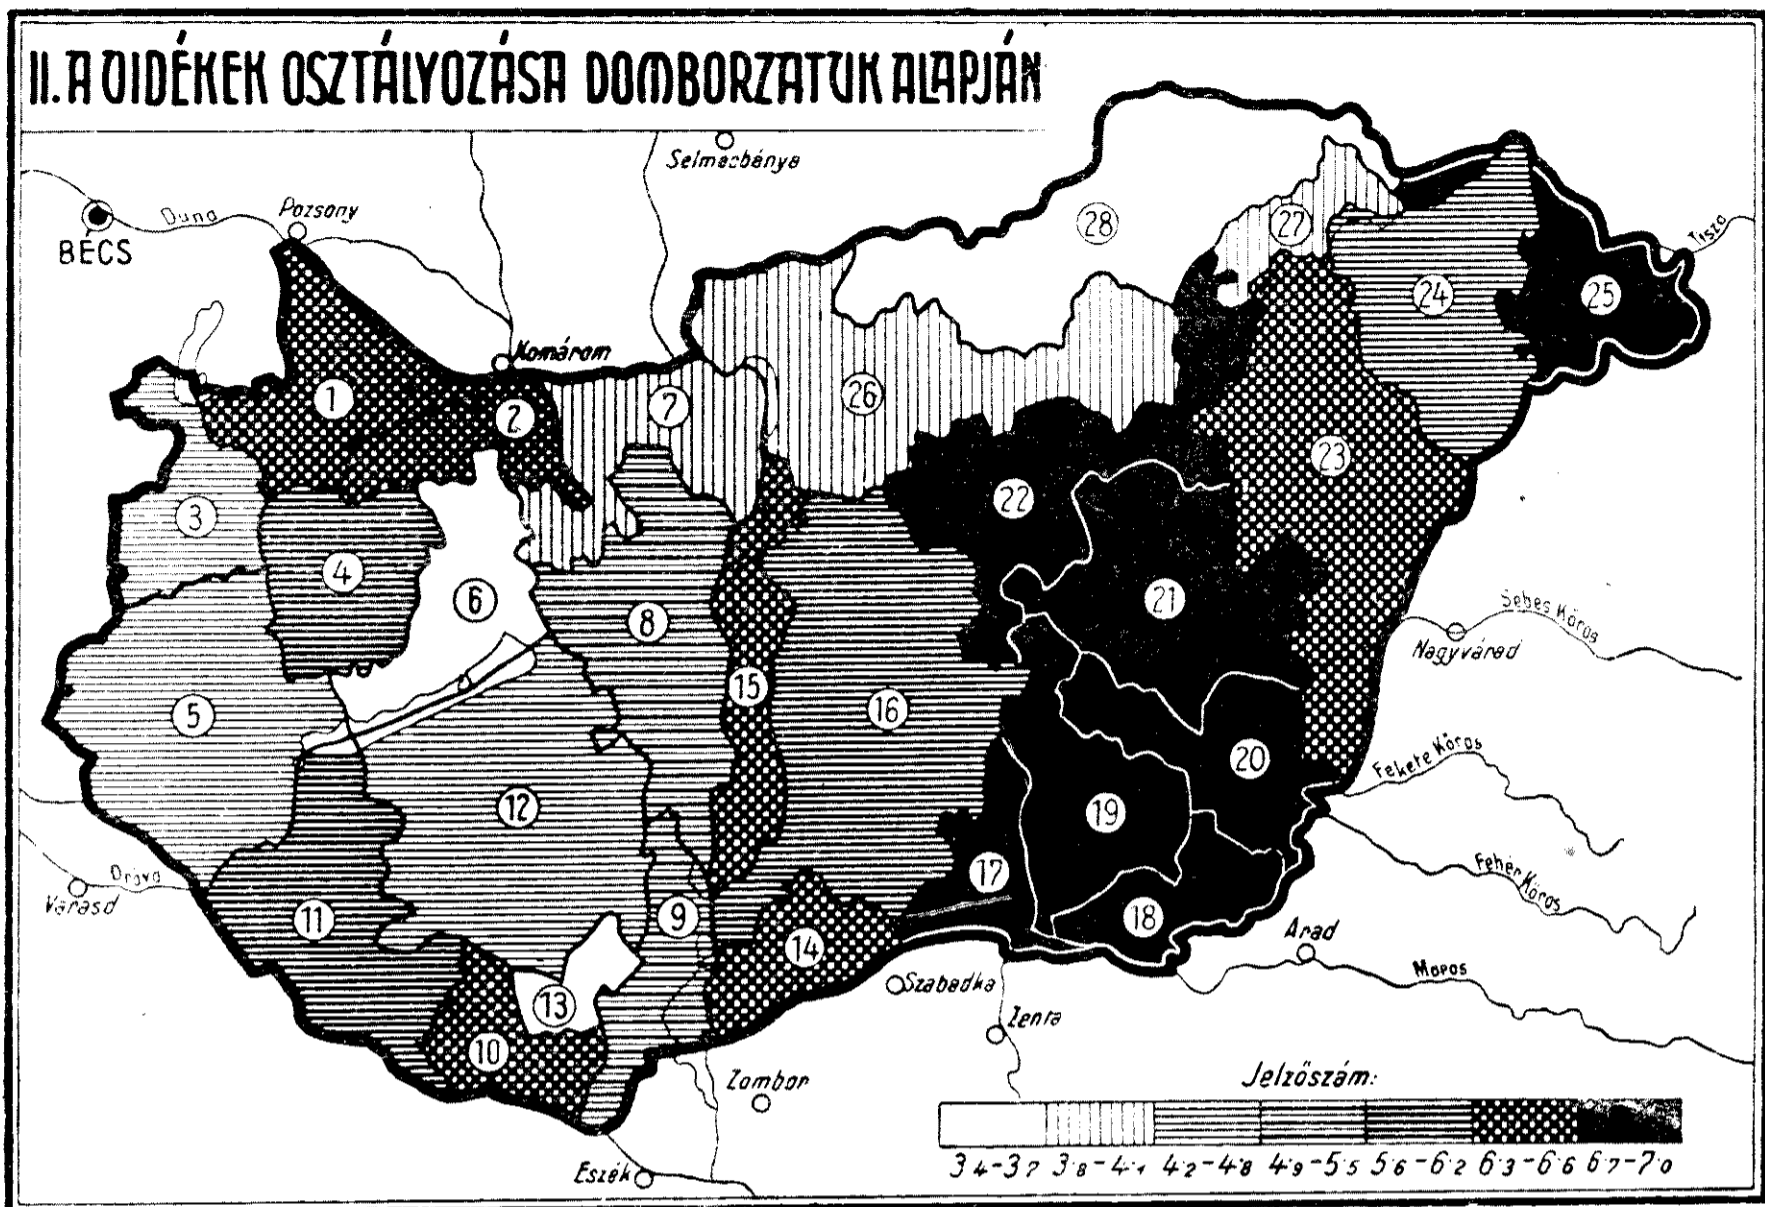 II. A VIDÉKEK OSZTÁLYOZÁSA DOMBORZATUK ALAPJÁN
Selmecbánya
Duna
Pozsony
BÉCS
28
27
Tisza
24
25
Komárom
1
2
7
26
23
3
22
4
6
21
8
Sebes Körös
Nagyvárad
5
15
16
12
19
20
Fekete Körös
Dráva
Varasd
17
Fehér Körös
11
9
18
14
Arad
Szabadka
Maros
13
10
Zenta
Zombor
Jelzőszám:
3·4-3·7 3·8-4·1 4·2-4·8 4·9-5·5 5·6-6·2 6·3-6·6 6·7-7·0
Eszék